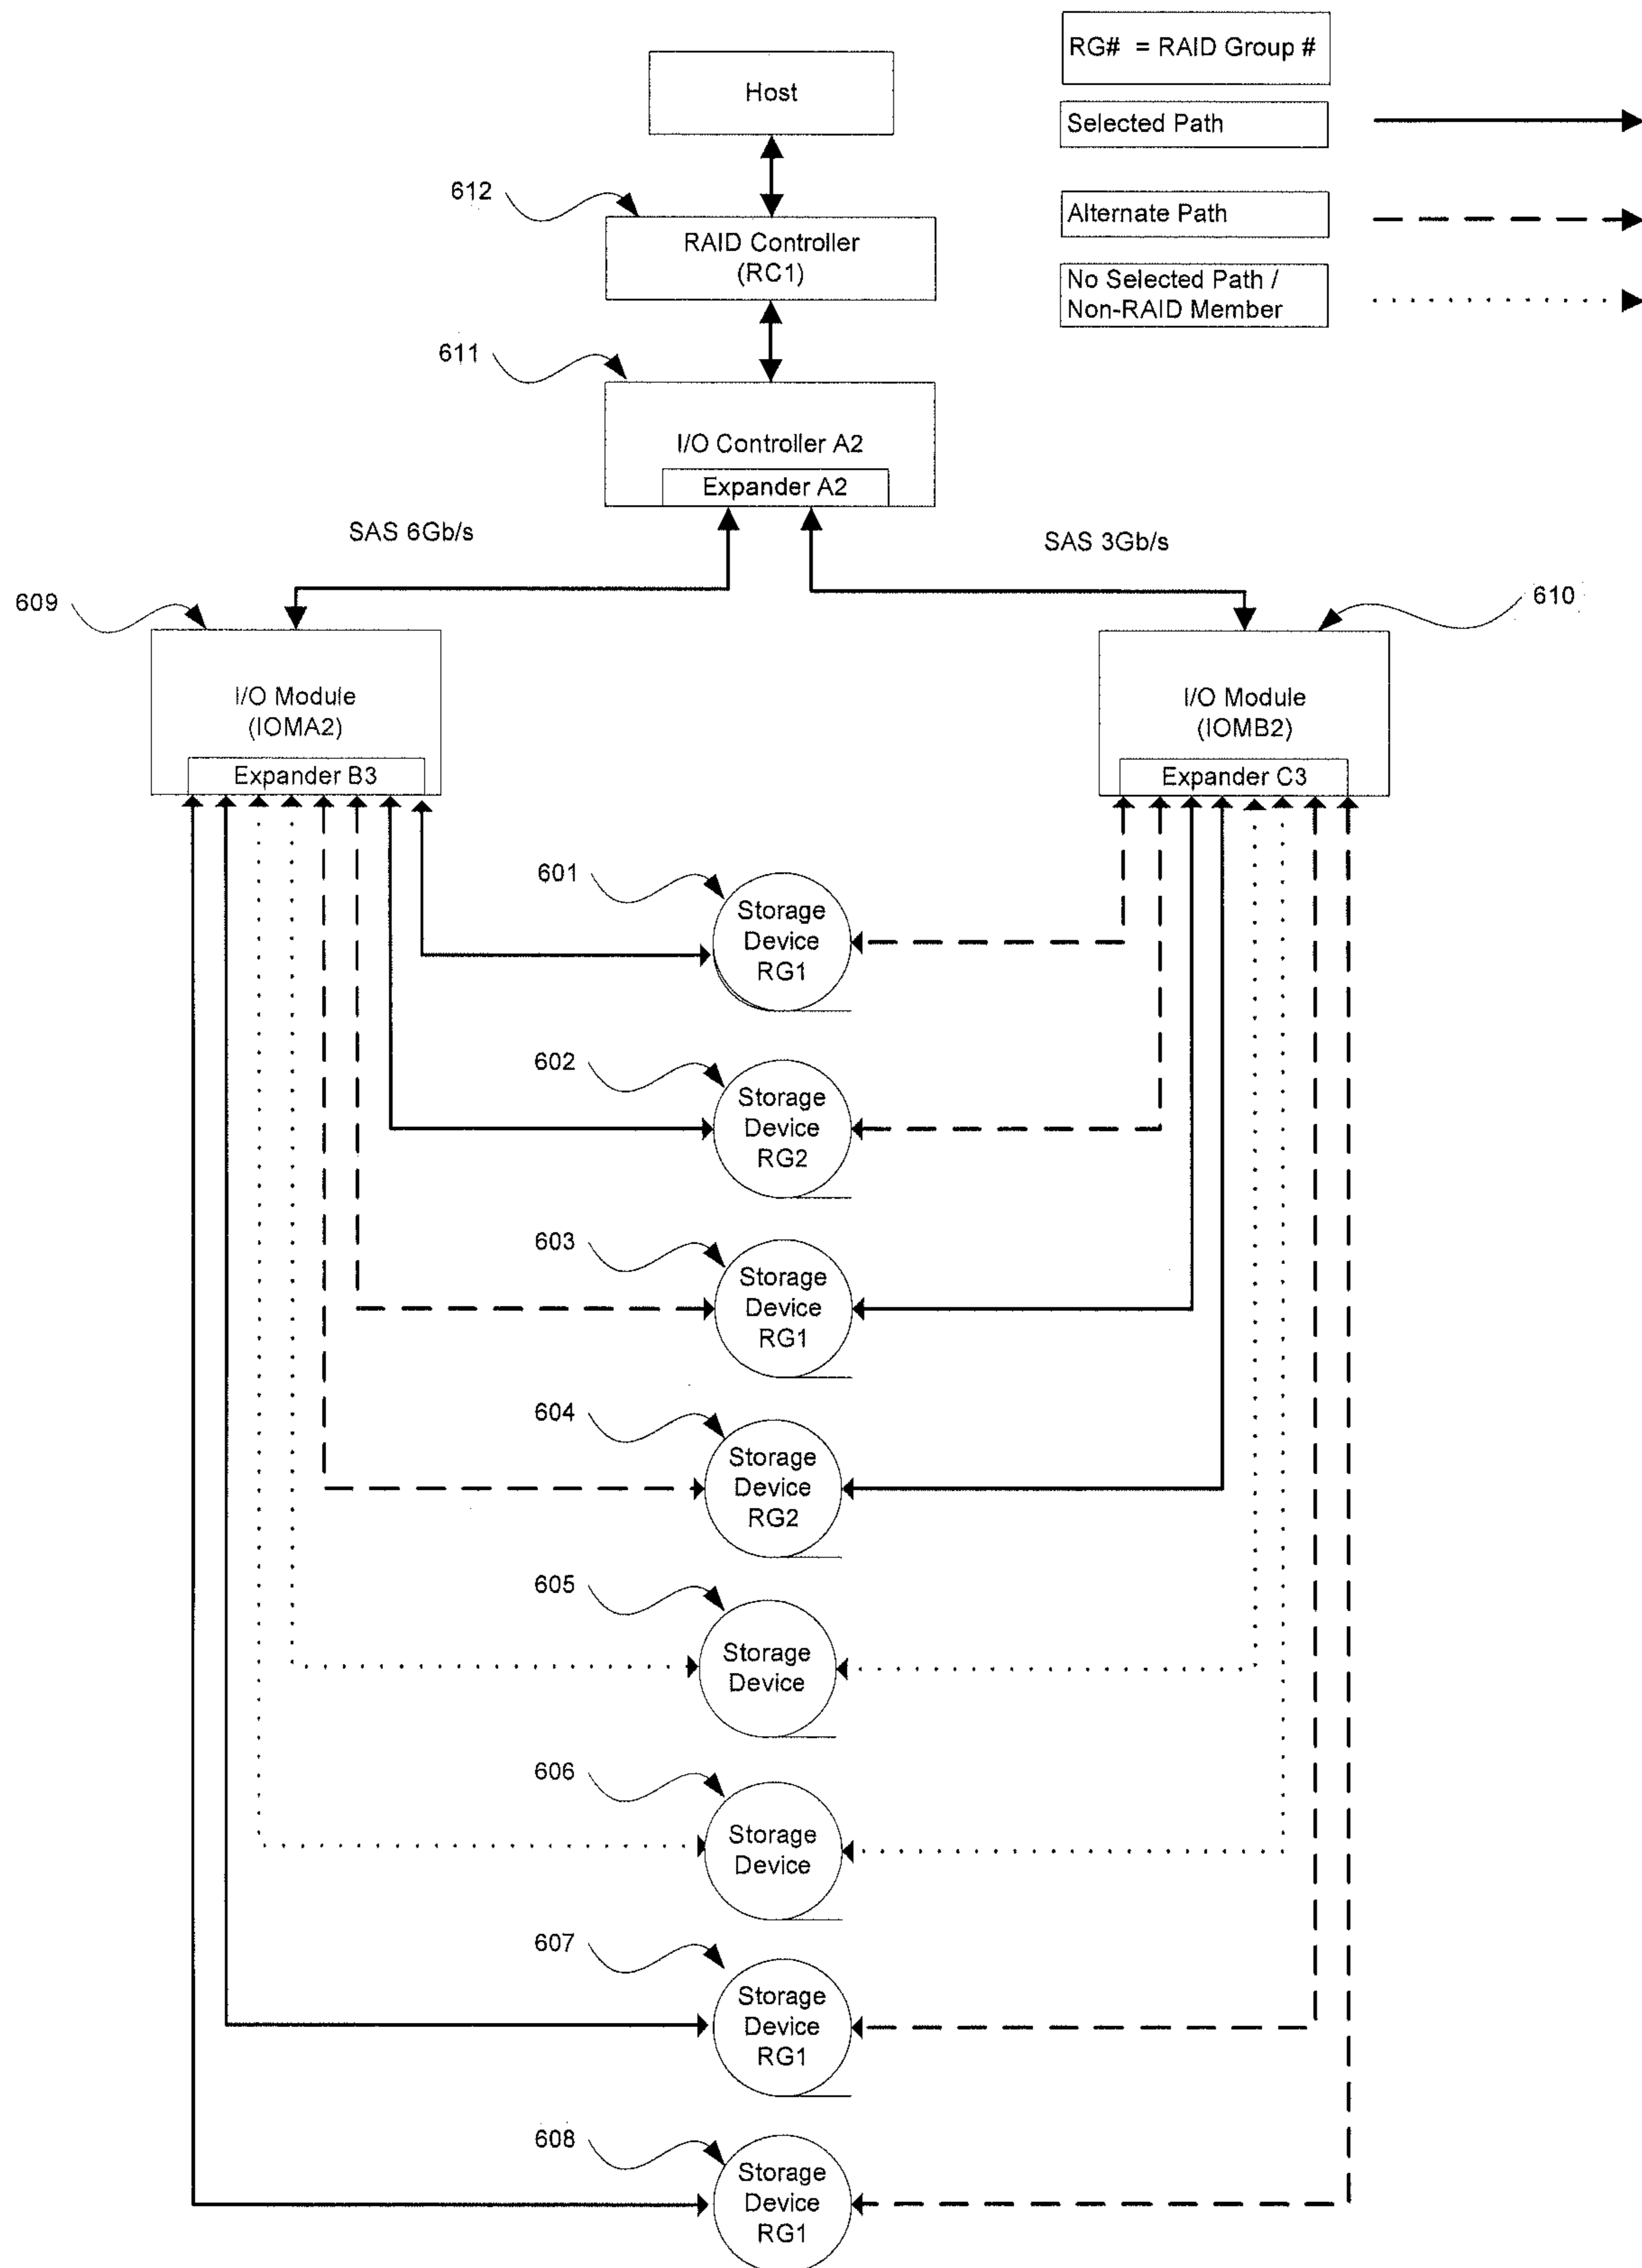 RG# = RAID Group #
Host
Selected Path
612
Alternate Path
RAID Controller
(RC1)
No Selected Path /
Non-RAID Member
611
I/O Controller A2
Expander A2
SAS 6Gb/s
SAS 3Gb/s
609
610
I/O Module
(IOMA2)
Expander B3
I/O Module
(IOMB2)
Expander C3
601
Storage
Device
RG1
602
Storage
Device
RG2
603
Storage
Device
RG1
604
Storage
Device
RG2
605
Storage
Device
606
Storage
Device
607
Storage
Device
RG1
608
Storage
Device
RG1